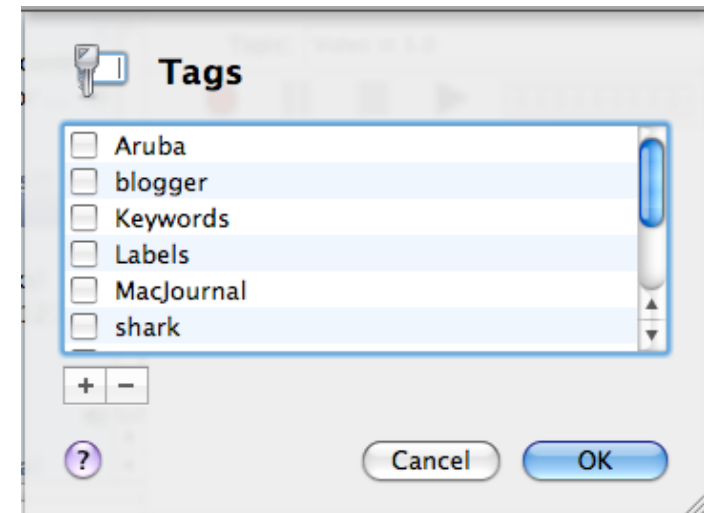 Tags
Aruba
blogger
Keywords
Labels
MacJournal
shark
+ −
?
Cancel
OK